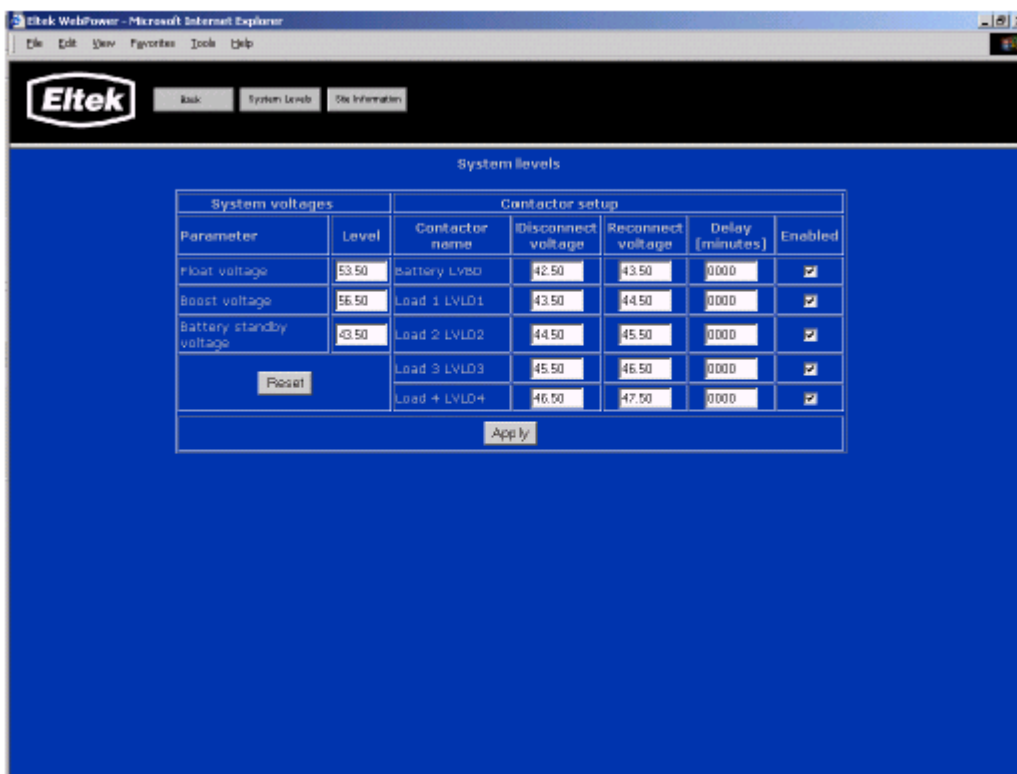 Eltek WebPower - Microsoft Internet Explorer
File Edit View Favorites Tools Help
Eltek
Back System Levels Site Information
System levels
System voltages Contactor setup
Parameter Level Contactor name Disconnect voltage Reconnect voltage Delay (minutes) Enabled
Float voltage 53.50 Battery LVBD 42.50 43.50 0000
Boost voltage 56.50 Load 1 LVLD1 43.50 44.50 0000
Battery standby voltage 43.50 Load 2 LVLD2 44.50 45.50 0000
Reset Load 3 LVLD3 45.50 46.50 0000
Load 4 LVLD4 46.50 47.50 0000
Apply